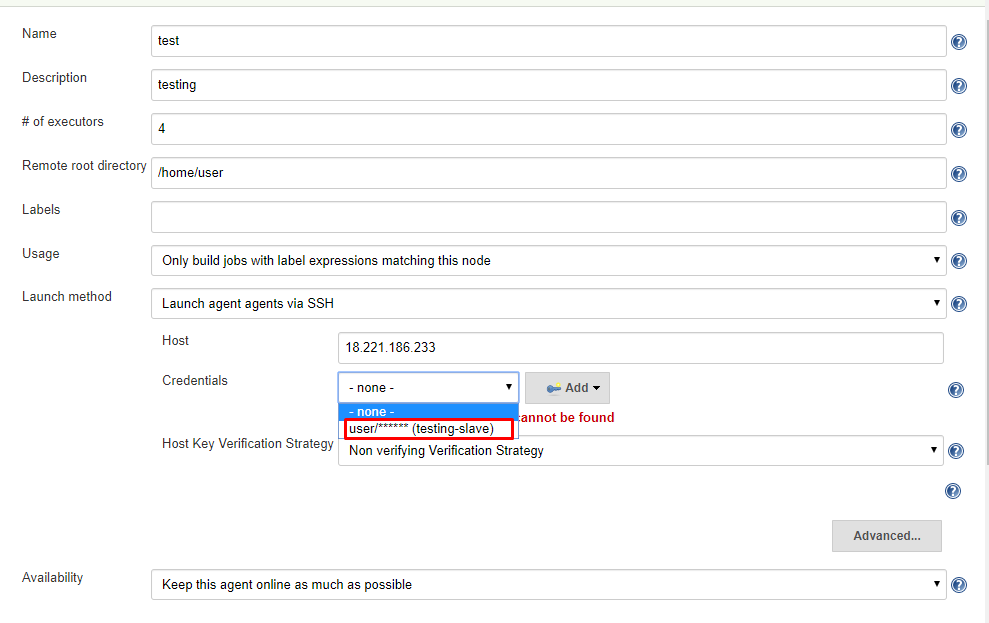 Name
test
Description
testing
# of executors
4
Remote root directory
/home/user
Labels
Usage
Only build jobs with label expressions matching this node
Launch method
Launch agent agents via SSH
Host
18.221.186.233
Credentials
- none -
Add
- none -
cannot be found
user/****** (testing-slave)
Host Key Verification Strategy
Non verifying Verification Strategy
Advanced...
Availability
Keep this agent online as much as possible